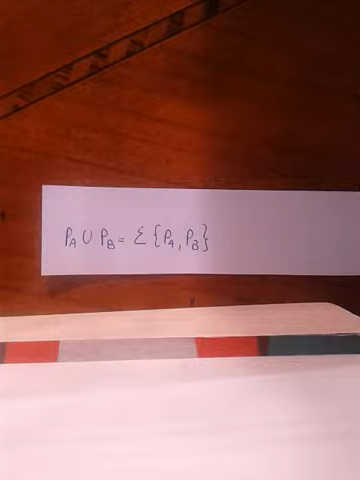 P_A ∪ P_B = Σ {P_A, P_B}